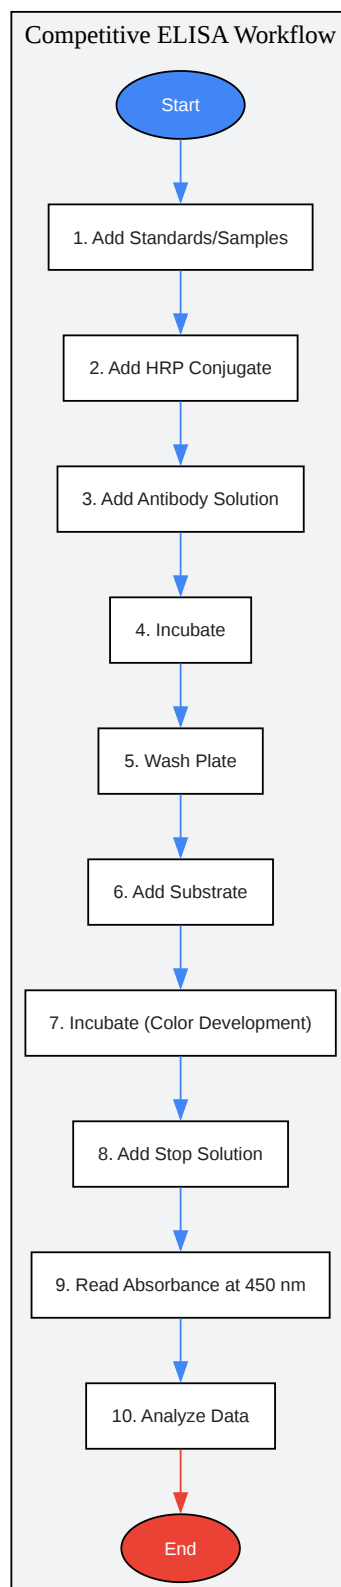 Competitive ELISA Workflow
Start
1. Add Standards/Samples
2. Add HRP Conjugate
3. Add Antibody Solution
4. Incubate
5. Wash Plate
6. Add Substrate
7. Incubate (Color Development)
8. Add Stop Solution
9. Read Absorbance at 450 nm
10. Analyze Data
End